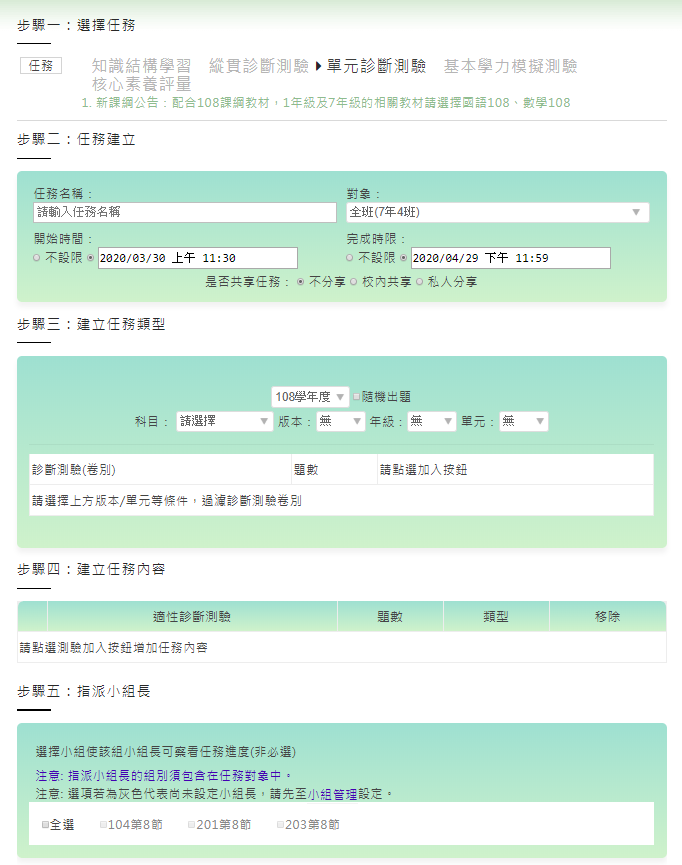 步驟一：選擇任務
任務 知識結構學習 縱貫診斷測驗 單元診斷測驗 基本學力模擬測驗
核心素養評量
1. 新課綱公告：配合108課綱教材，1年級及7年級的相關教材請選擇國語108、數學108
步驟二：任務建立
任務名稱： 對象：
請輸入任務名稱 全班(7年4班)
開始時間： 完成時限：
不設限 2020/03/30 上午 11:30 不設限 2020/04/29 下午 11:59
是否共享任務： 不分享 校內共享 私人分享
步驟三：建立任務類型
108學年度 隨機出題
科目： 請選擇 版本： 無 年級： 無 單元： 無
診斷測驗(卷別) 題數 請點選加入按鈕
請選擇上方版本/單元等條件，過濾診斷測驗卷別
步驟四：建立任務內容
適性診斷測驗 題數 類型 移除
請點選測驗加入按鈕增加任務內容
步驟五：指派小組長
選擇小組使該組小組長可察看任務進度(非必選)
注意: 指派小組長的組別須包含在任務對象中。
注意: 選項若為灰色代表尚未設定小組長，請先至小組管理設定。
全選 104第8節 201第8節 203第8節